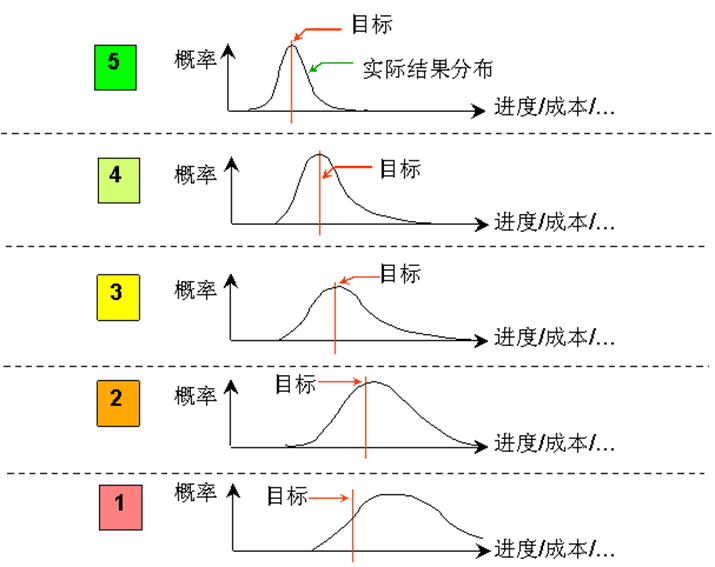 目标
5
概率
实际结果分布
进度/成本/...
4
概率
目标
进度/成本/...
目标
3
概率
进度/成本/...
2
概率
目标
进度/成本/...
1
概率
目标
进度/成本/...